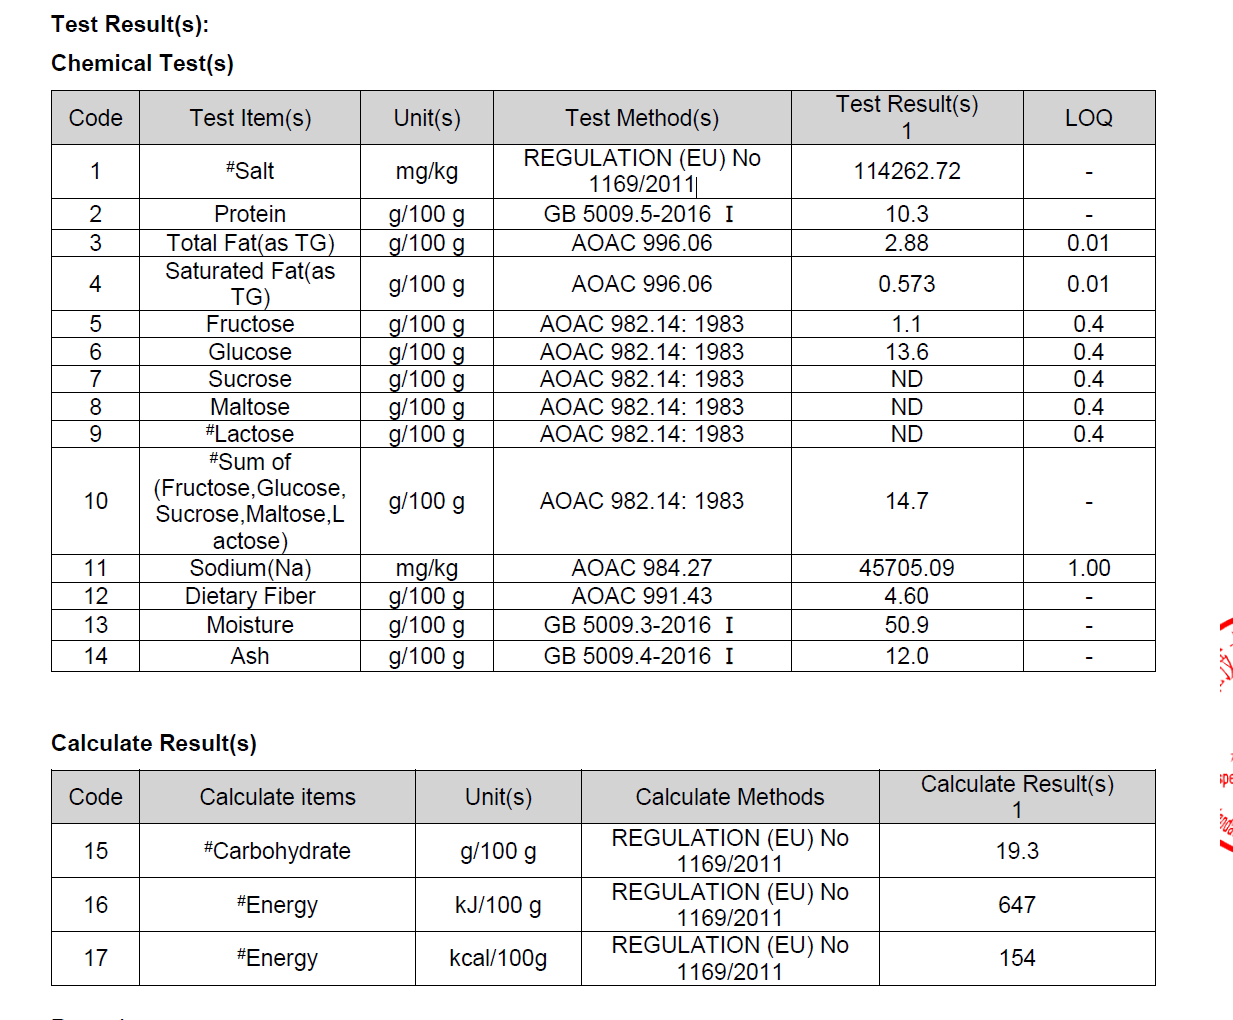 Test Result(s):
Chemical Test(s)
Code Test Item(s) Unit(s) Test Method(s) Test Result(s) 1 LOQ
1 #Salt mg/kg REGULATION (EU) No 1169/2011 114262.72 -
2 Protein g/100 g GB 5009.5-2016 I 10.3 -
3 Total Fat(as TG) g/100 g AOAC 996.06 2.88 0.01
4 Saturated Fat(as TG) g/100 g AOAC 996.06 0.573 0.01
5 Fructose g/100 g AOAC 982.14: 1983 1.1 0.4
6 Glucose g/100 g AOAC 982.14: 1983 13.6 0.4
7 Sucrose g/100 g AOAC 982.14: 1983 ND 0.4
8 Maltose g/100 g AOAC 982.14: 1983 ND 0.4
9 #Lactose g/100 g AOAC 982.14: 1983 ND 0.4
10 #Sum of (Fructose,Glucose, Sucrose,Maltose,Lactose) g/100 g AOAC 982.14: 1983 14.7 -
11 Sodium(Na) mg/kg AOAC 984.27 45705.09 1.00
12 Dietary Fiber g/100 g AOAC 991.43 4.60 -
13 Moisture g/100 g GB 5009.3-2016 I 50.9 -
14 Ash g/100 g GB 5009.4-2016 I 12.0 -
Calculate Result(s)
Code Calculate items Unit(s) Calculate Methods Calculate Result(s) 1
15 #Carbohydrate g/100 g REGULATION (EU) No 1169/2011 19.3
16 #Energy kJ/100 g REGULATION (EU) No 1169/2011 647
17 #Energy kcal/100g REGULATION (EU) No 1169/2011 154